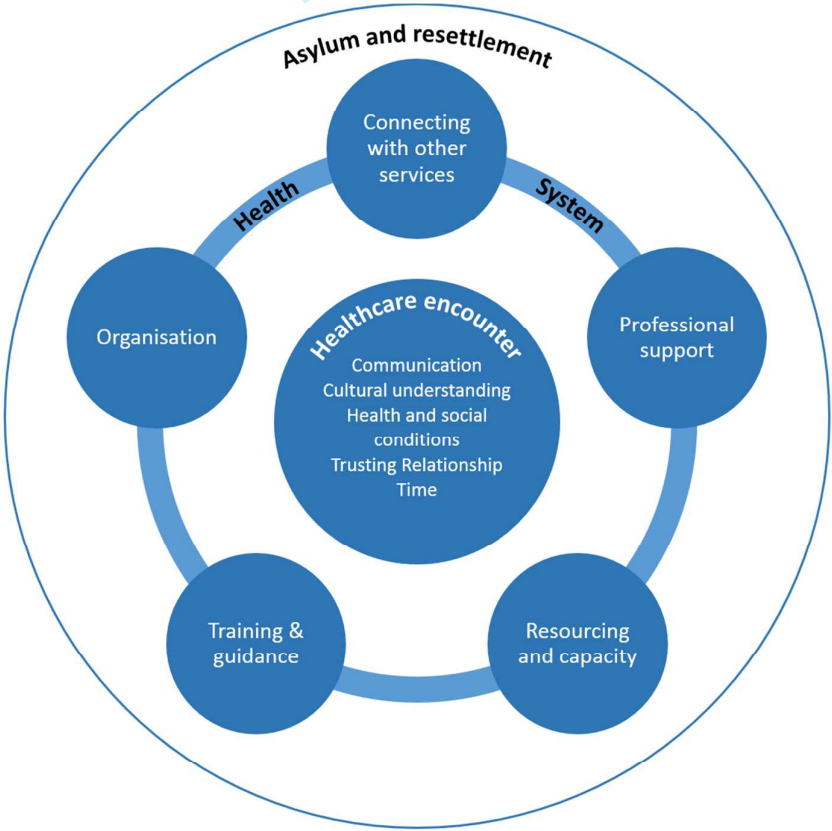 Asylum and resettlement
Connecting
with other
services
Health
System
Organisation
Professional
support
Healthcare encounter
Communication
Cultural understanding
Health and social
conditions
Trusting Relationship
Time
Training &
guidance
Resourcing
and capacity